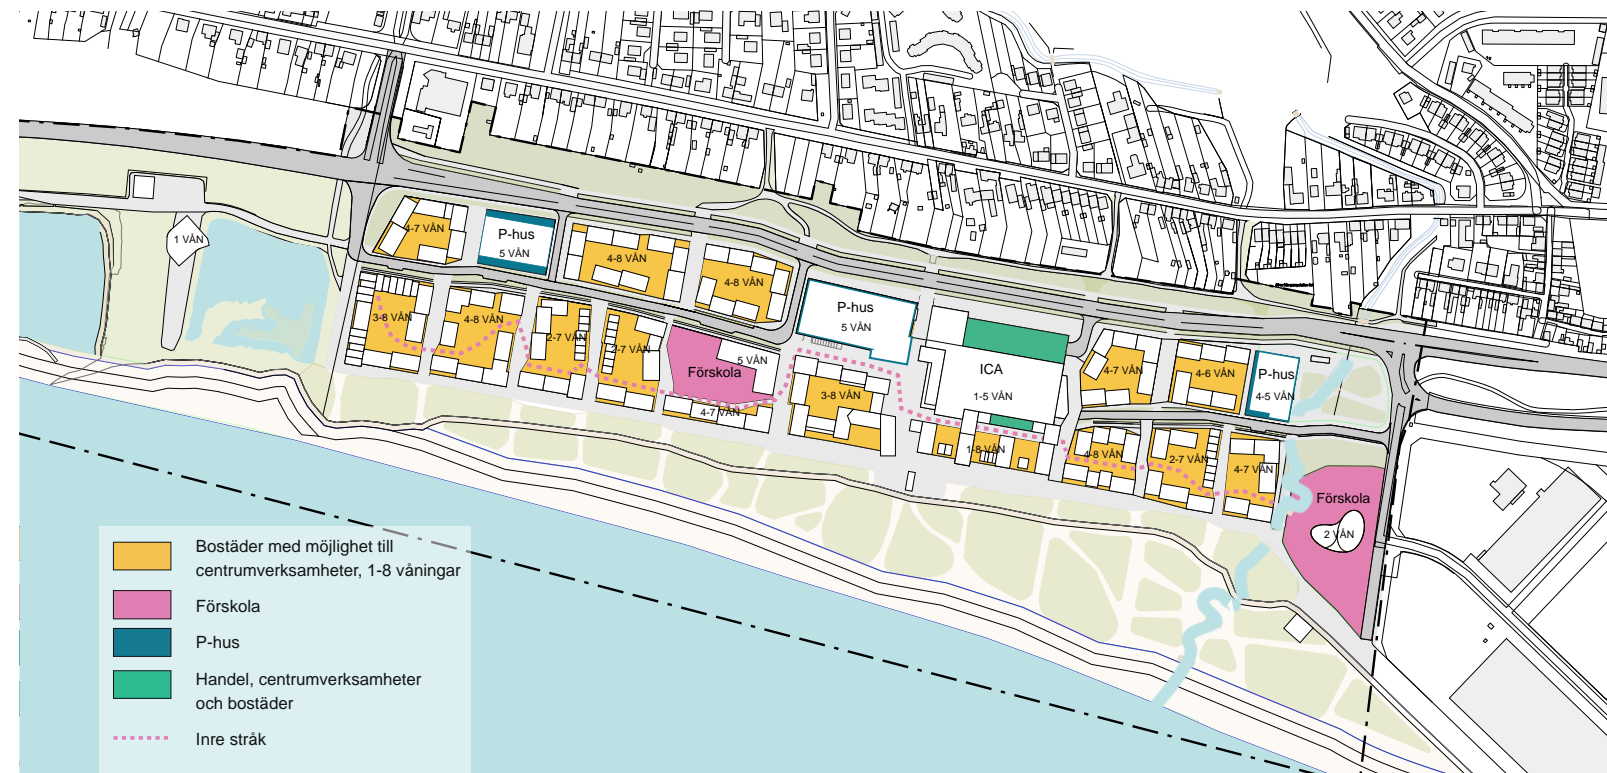 1 VÅN
4-7 VÅN
P-hus
5 VÅN
4-8 VÅN
4-8 VÅN
P-hus
5 VÅN
3-8 VÅN
4-8 VÅN
2-7 VÅN
2-7 VÅN
5 VÅN
Förskola
4-7 VÅN
3-8 VÅN
ICA
1-5 VÅN
4-7 VÅN
4-6 VÅN
P-hus
4-5 VÅN
1-8 VÅN
4-8 VÅN
2-7 VÅN
4-7 VÅN
Förskola
2 VÅN
Bostäder med möjlighet till
centrumverksamheter, 1-8 våningar
Förskola
P-hus
Handel, centrumverksamheter
och bostäder
Inre stråk